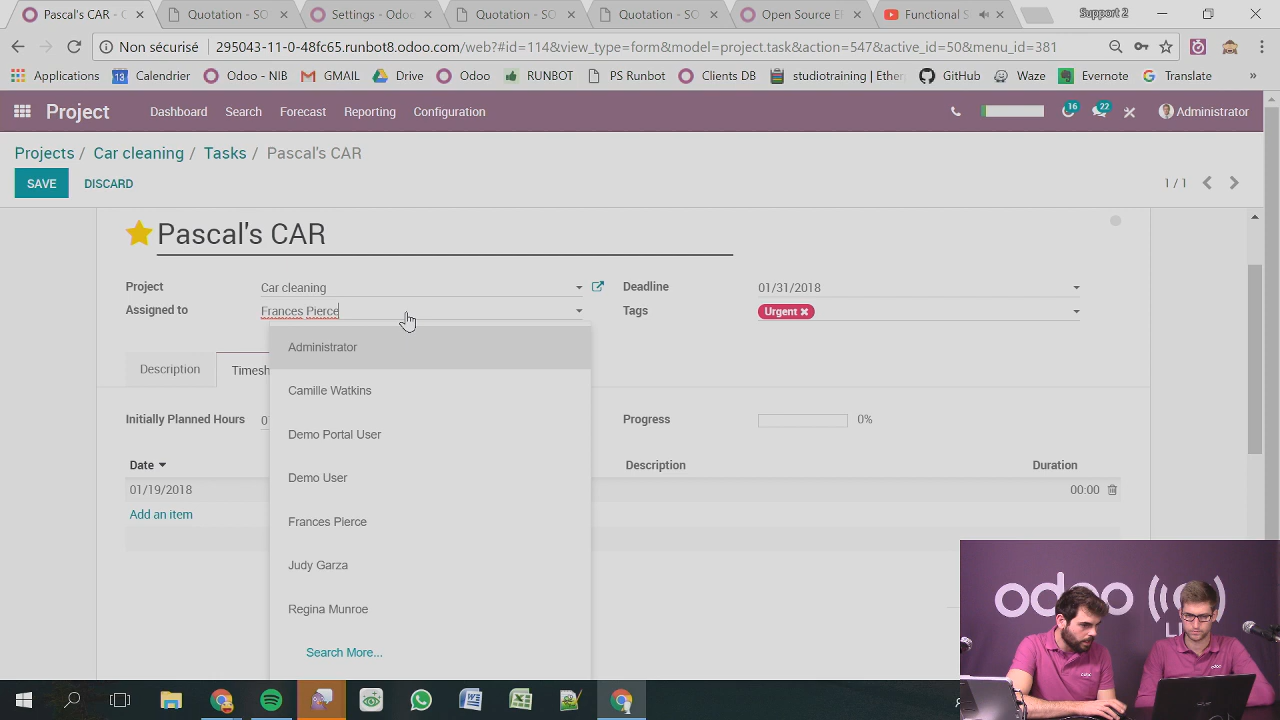 Pascal's CAR - O
Quotation - SO
Settings - Odoo
Quotation - SO
Quotation - SO
Open Source E
Functional S
Support 2
Non sécurisé
295043-11-0-48fc65.runbot8.odoo.com/web?#id=114&view_type=form&model=project.task&action=547&active_id=50&menu_id=381
Applications
13
Calendrier
Odoo - NIB
GMAIL
Drive
Odoo
RUNBOT
PS Runbot
Clients DB
studiotraining | Ether
GitHub
Waze
Evernote
Translate
»
Project
Dashboard
Search
Forecast
Reporting
Configuration
16
22
Administrator
Projects / Car cleaning / Tasks / Pascal's CAR
SAVE
DISCARD
1 / 1
Pascal's CAR
Project
Car cleaning
Deadline
01/31/2018
Assigned to
Frances Pierce
Tags
Urgent
Administrator
Description
Timesh
Camille Watkins
Initially Planned Hours
0
Progress
0%
Demo Portal User
Date
Description
Duration
Demo User
01/19/2018
00:00
Add an item
Frances Pierce
Judy Garza
Regina Munroe
Search More...
odoo
LI